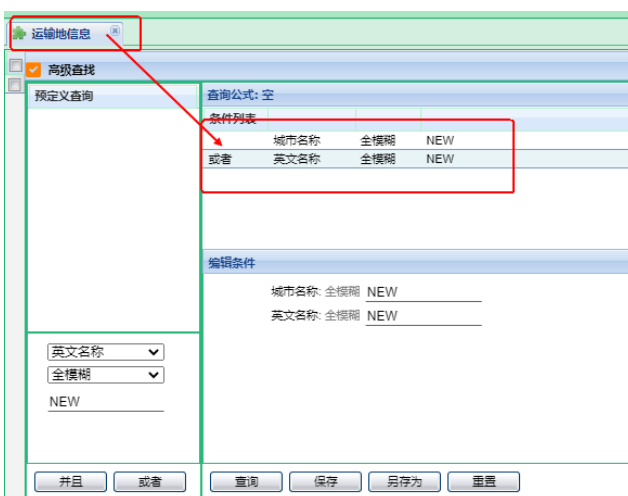 运输地信息
高级查找
预定义查询
查询公式: 空
条件列表
城市名称 全模糊 NEW
或者 英文名称 全模糊 NEW
编辑条件
城市名称: 全模糊 NEW
英文名称: 全模糊 NEW
英文名称
全模糊
NEW
并且 或者 查询 保存 另存为 重置